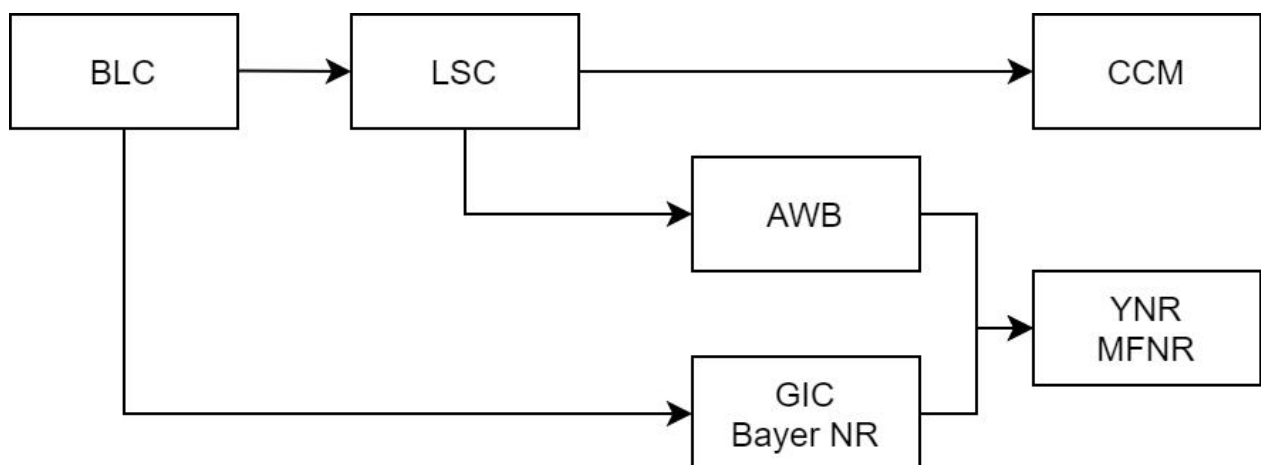 BLC
LSC
CCM
AWB
YNR
MFNR
GIC
Bayer NR